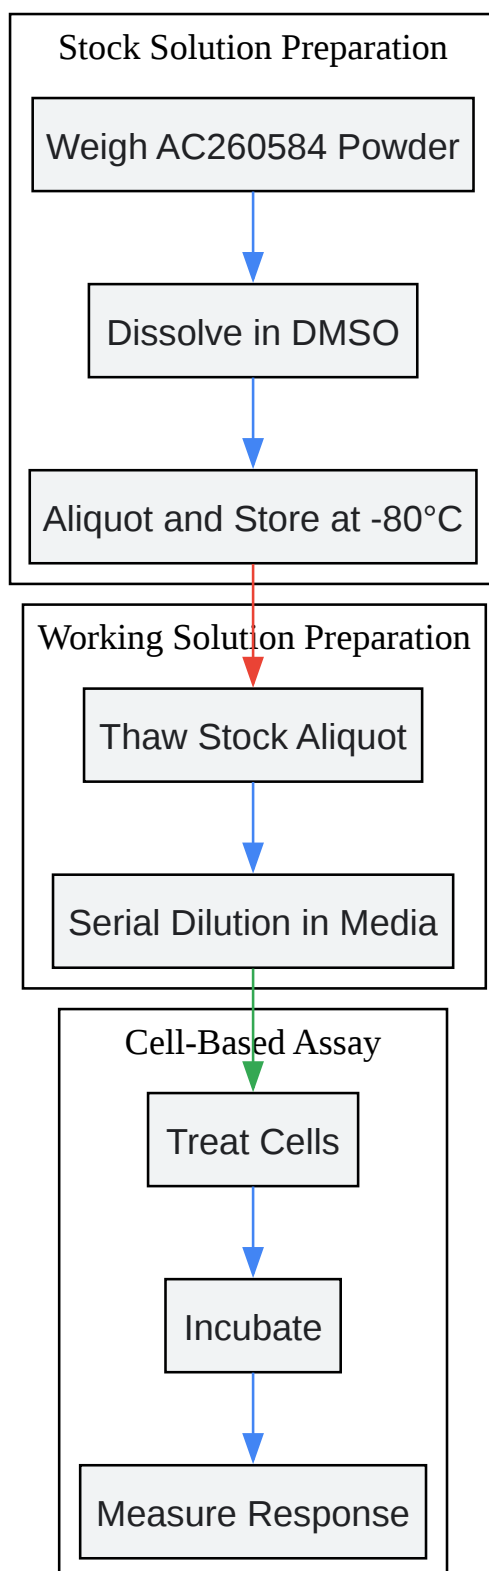 Stock Solution Preparation
Weigh AC260584 Powder
Dissolve in DMSO
Aliquot and Store at -80°C
Working Solution Preparation
Thaw Stock Aliquot
Serial Dilution in Media
Cell-Based Assay
Treat Cells
Incubate
Measure Response